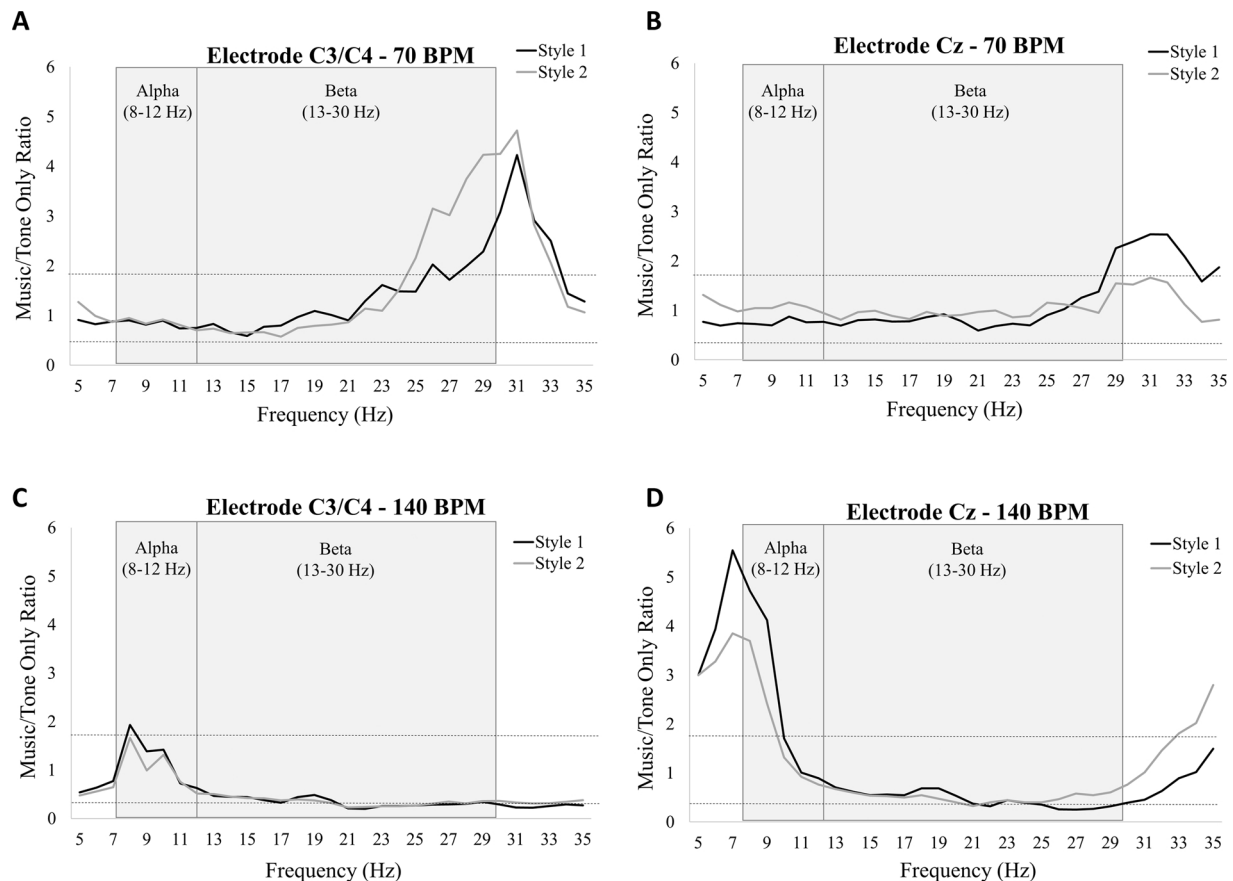 A
Electrode C3/C4 - 70 BPM
Style 1
Style 2
Music/Tone Only Ratio
6
5
4
3
2
1
0
Alpha
(8-12 Hz)
Beta
(13-30 Hz)
5 7 9 11 13 15 17 19 21 23 25 27 29 31 33 35
Frequency (Hz)
B
Electrode Cz - 70 BPM
Style 1
Style 2
Music/Tone Only Ratio
6
5
4
3
2
1
0
Alpha
(8-12 Hz)
Beta
(13-30 Hz)
5 7 9 11 13 15 17 19 21 23 25 27 29 31 33 35
Frequency (Hz)
C
Electrode C3/C4 - 140 BPM
Style 1
Style 2
Music/Tone Only Ratio
6
5
4
3
2
1
0
Alpha
(8-12 Hz)
Beta
(13-30 Hz)
5 7 9 11 13 15 17 19 21 23 25 27 29 31 33 35
Frequency (Hz)
D
Electrode Cz - 140 BPM
Style 1
Style 2
Music/Tone Only Ratio
6
5
4
3
2
1
0
Alpha
(8-12 Hz)
Beta
(13-30 Hz)
5 7 9 11 13 15 17 19 21 23 25 27 29 31 33 35
Frequency (Hz)